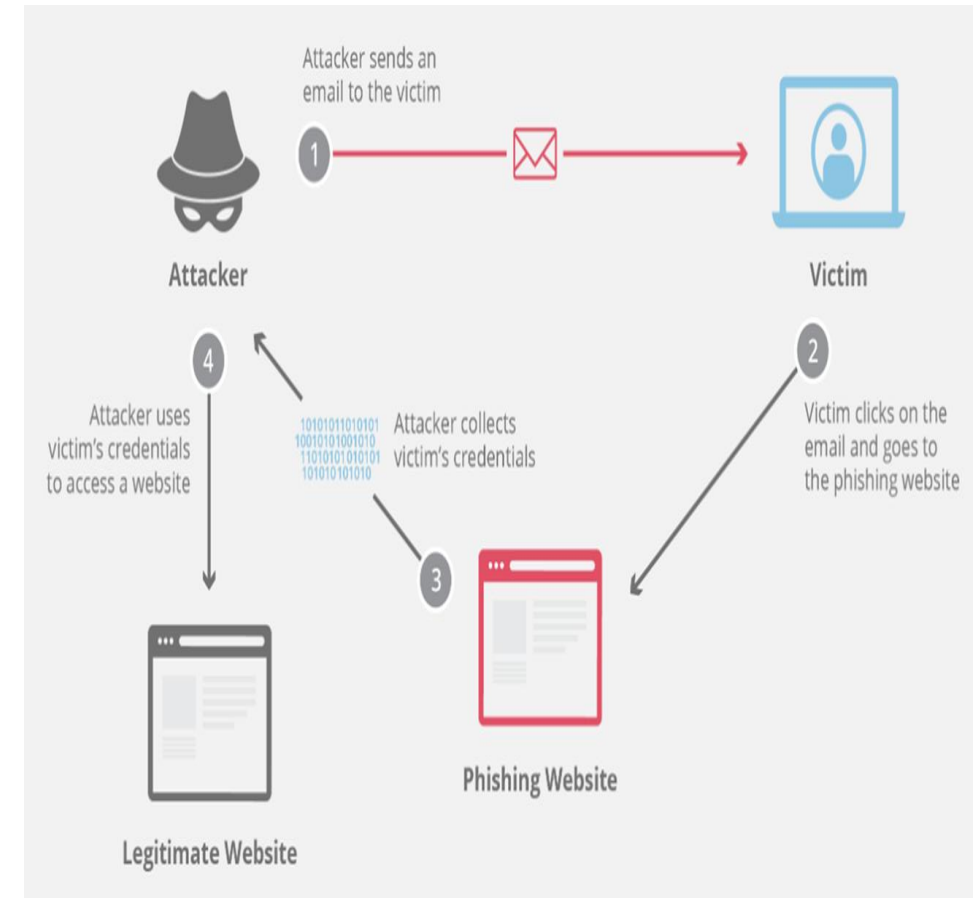 Attacker sends an
email to the victim
1
Attacker
Victim
2
Victim clicks on the
email and goes to
the phishing website
4
Attacker uses
victim's credentials
to access a website
10101011010101
10010101001010
11010101010101
101010101010
Attacker collects
victim's credentials
3
Phishing Website
Legitimate Website